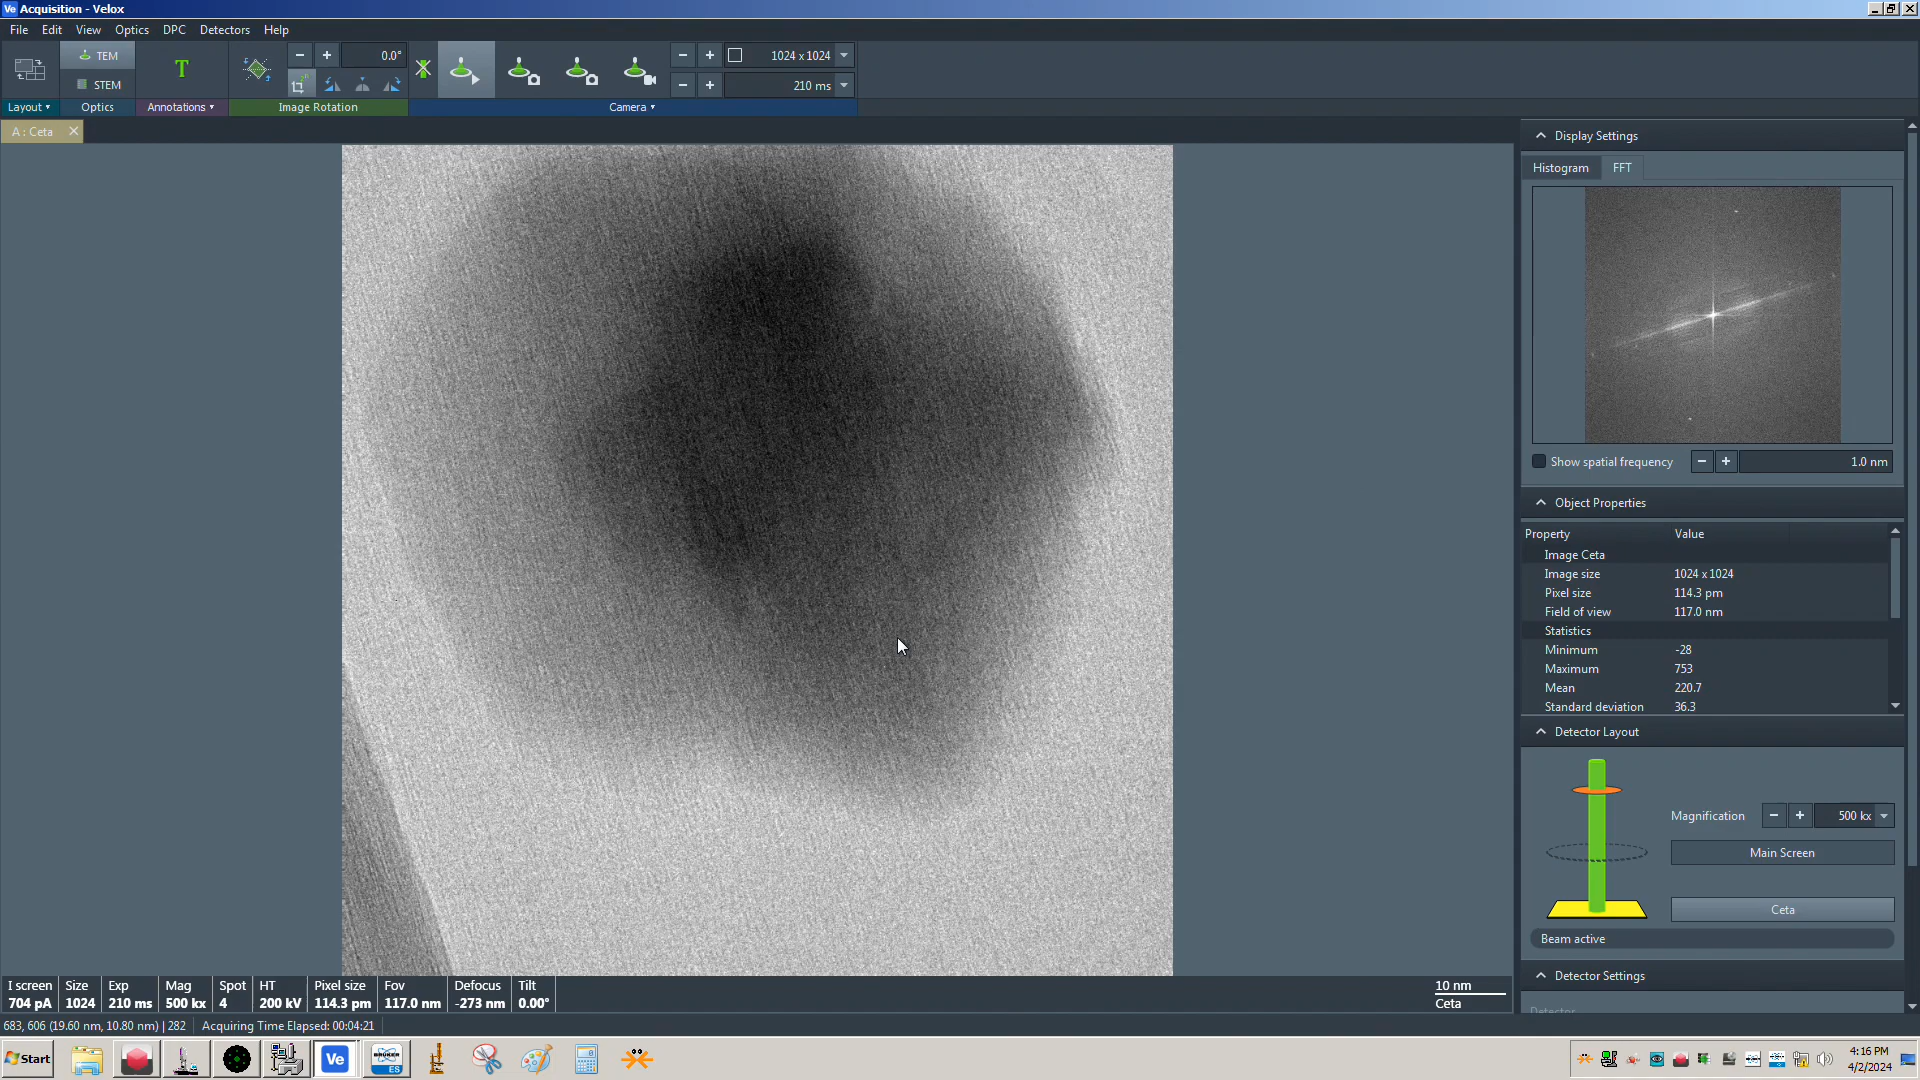 Ve Acquisition - Velox
File Edit View Optics DPC Detectors Help
TEM
STEM
T
0.0°
1024 x 1024
210 ms
Layout Optics Annotations Image Rotation Camera
A : Ceta
Display Settings
Histogram FFT
Show spatial frequency 1.0 nm
Object Properties
Property Value
Image Ceta
Image size 1024 x 1024
Pixel size 114.3 pm
Field of view 117.0 nm
Statistics
Minimum -28
Maximum 753
Mean 220.7
Standard deviation 36.3
Detector Layout
Magnification 500 kx
Main Screen
Ceta
Beam active
Detector Settings
Detector
I screen Size Exp Mag Spot HT Pixel size Fov Defocus Tilt
704 pA 1024 210 ms 500 kx 4 200 kV 114.3 pm 117.0 nm -273 nm 0.00°
10 nm
Ceta
683, 606 (19.60 nm, 10.80 nm) | 282 Acquiring Time Elapsed: 00:04:21
Start Ve BRUKER ES
4:16 PM
4/2/2024